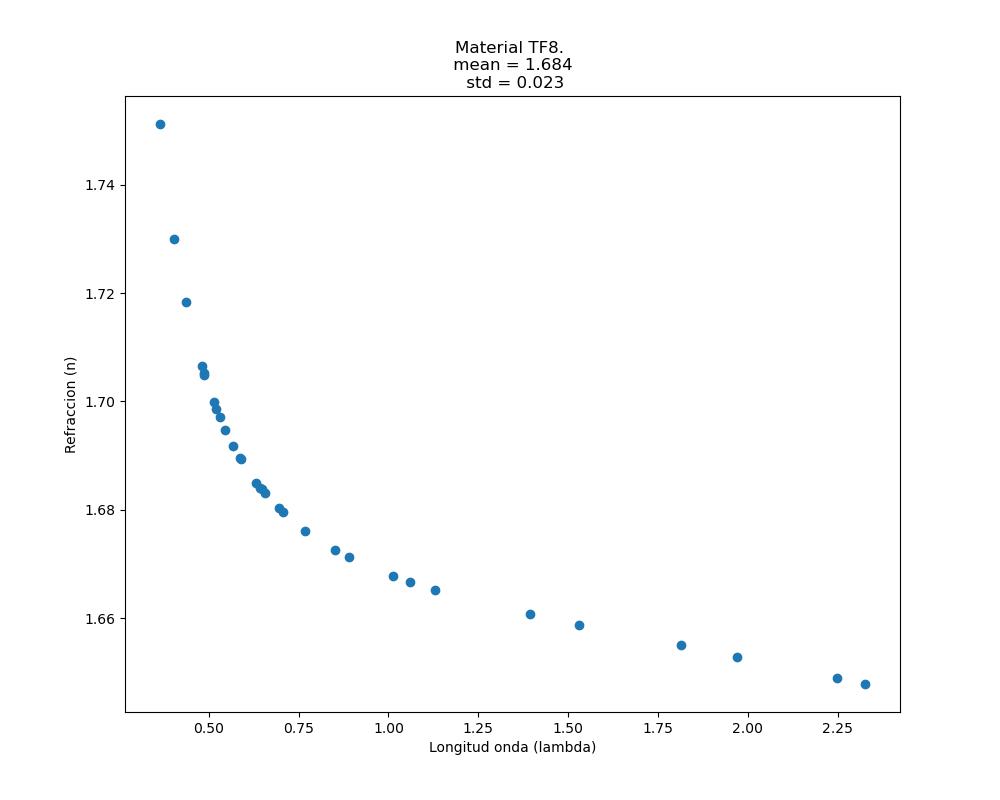 Material TF8.
mean = 1.684
std = 0.023
1.74
1.72
1.70
1.68
1.66
Refraccion (n)
0.50 0.75 1.00 1.25 1.50 1.75 2.00 2.25
Longitud onda (lambda)